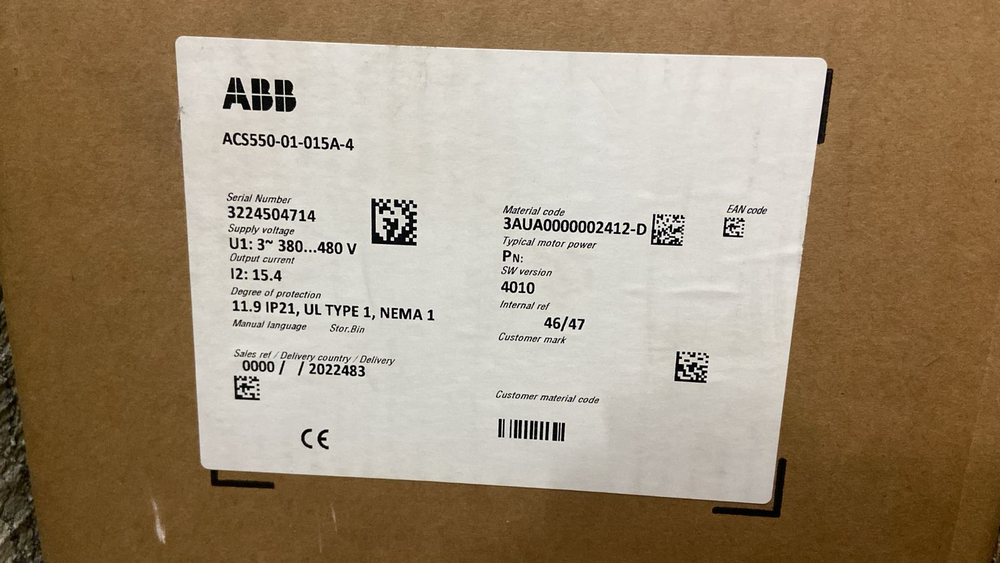 ABB
ACS550-01-015A-4
Serial Number
3224504714
Supply voltage
U1: 3~ 380...480 V
Output current
I2: 15.4
Degree of protection
11.9 IP21, UL TYPE 1, NEMA 1
Manual language Stor.Bin
Sales ref / Delivery country / Delivery
0000 / / 2022483
CE
Material code
3AUA0000002412-D
EAN code
Typical motor power
PN:
SW version
4010
Internal ref
46/47
Customer mark
Customer material code